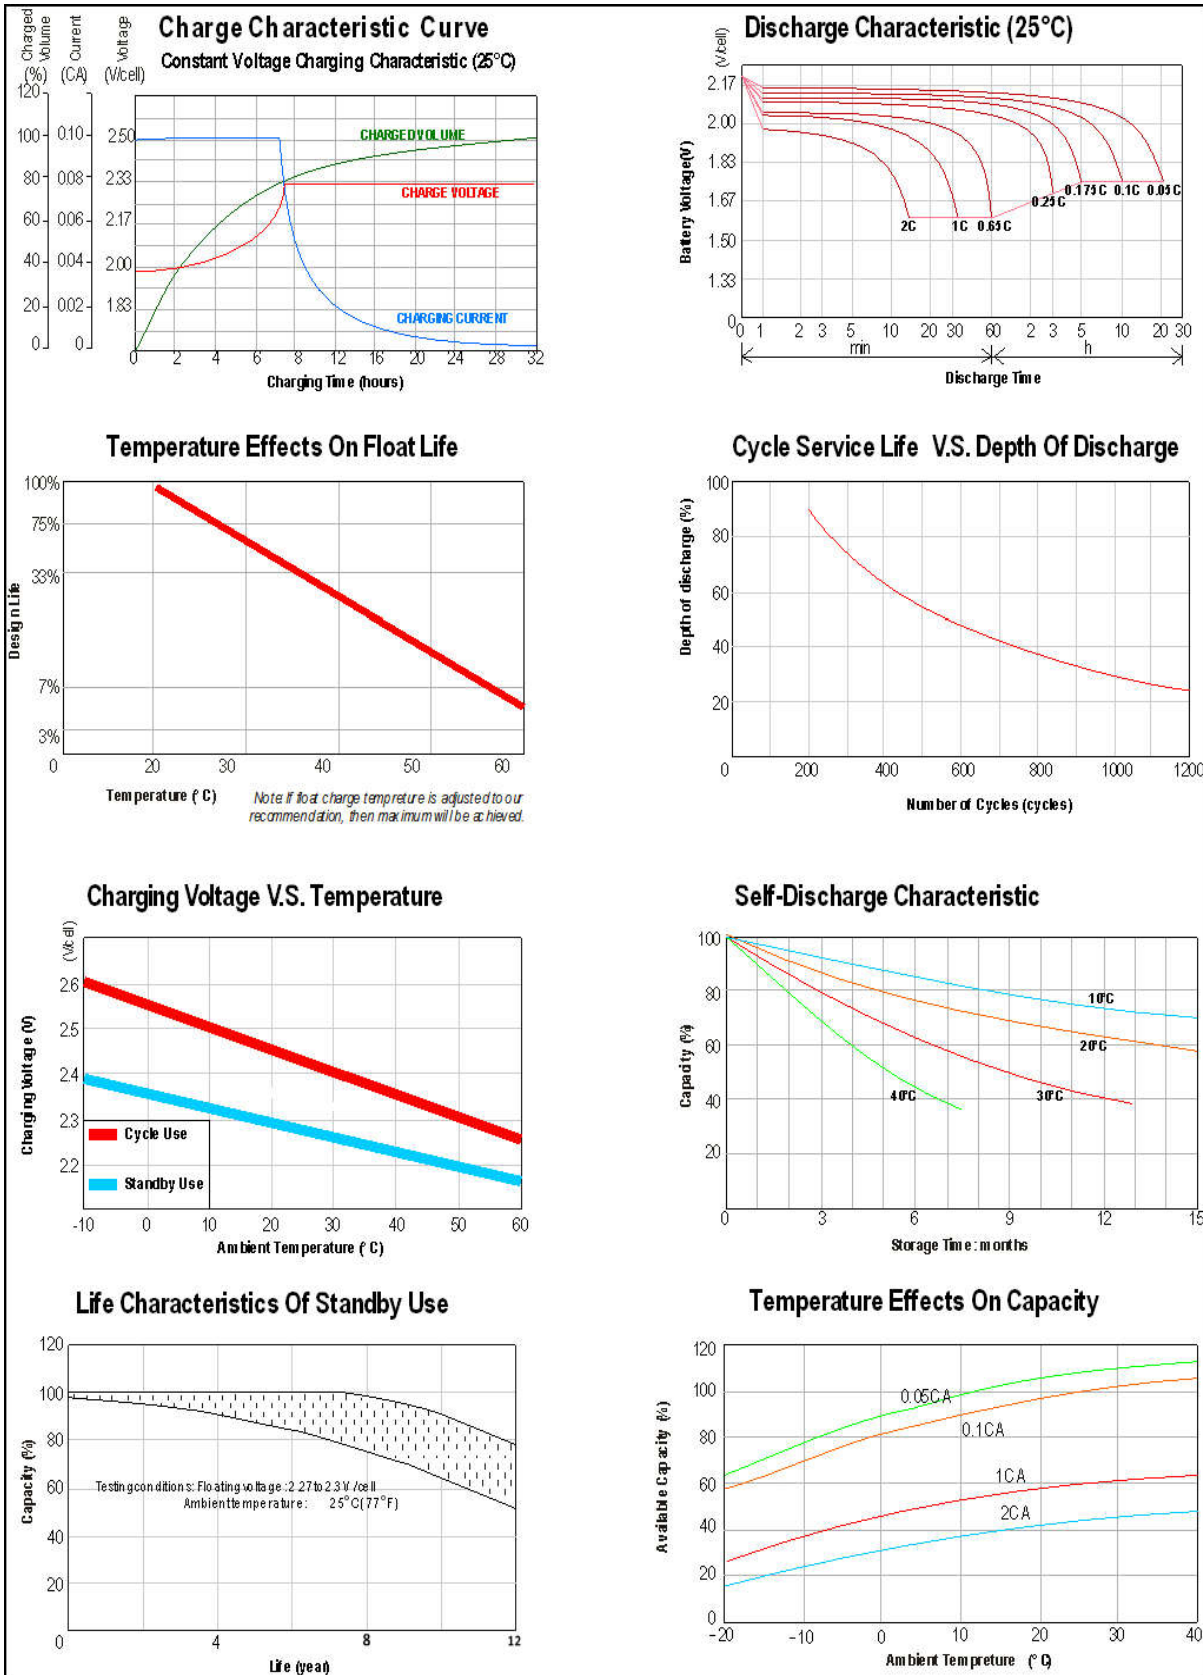 Charge Characteristic Curve
Constant Voltage Charging Characteristic (25°C)
Charged Volume (%)
Current (CA)
Voltage (V/cell)
120
100 0.10 2.50
80 0.08 2.33
60 0.06 2.17
40 0.04 2.00
20 0.02 1.83
0 0
CHARGED VOLUME
CHARGE VOLTAGE
CHARGING CURRENT
0 2 4 6 8 12 16 20 24 28 32
Charging Time (hours)
Discharge Characteristic (25°C)
(V/cell)
Battery Voltage(V)
2.17
2.00
1.83
1.67
1.50
1.33
0
2C 1C 0.65C 0.25C 0.175C 0.1C 0.05C
0 1 2 3 5 10 20 30 60 2 3 5 10 20 30
min h
Discharge Time
Temperature Effects On Float Life
Design Life
100%
75%
33%
7%
3%
0 20 30 40 50 60
Temperature (°C)
Note: If float charge tempreture is adjusted to our
recommendation, then maximum will be achieved.
Cycle Service Life V.S. Depth Of Discharge
Depth of discharge (%)
100
80
60
40
20
0 200 400 600 800 1000 1200
Number of Cycles (cycles)
Charging Voltage V.S. Temperature
(V/cell)
Charging Voltage (V)
2.6
2.5
2.4
2.3
2.2
Cycle Use
Standby Use
-10 0 10 20 30 40 50 60
Ambient Temperature (°C)
Self-Discharge Characteristic
Capacity (%)
100
80
60
40
20
10°C
20°C
30°C
40°C
0 3 6 9 12 15
Storage Time: months
Life Characteristics Of Standby Use
Capacity (%)
120
100
80
60
40
20
Testing conditions: Floating voltage :2.27 to 2.3 V /cell
Ambient temperature : 25°C(77°F)
0 4 8 12
Life (year)
Temperature Effects On Capacity
Available Capacity (%)
120
100
80
60
40
20
0
0.05CA
0.1CA
1CA
2CA
-20 -10 0 10 20 30 40
Ambient Tempreture (°C)